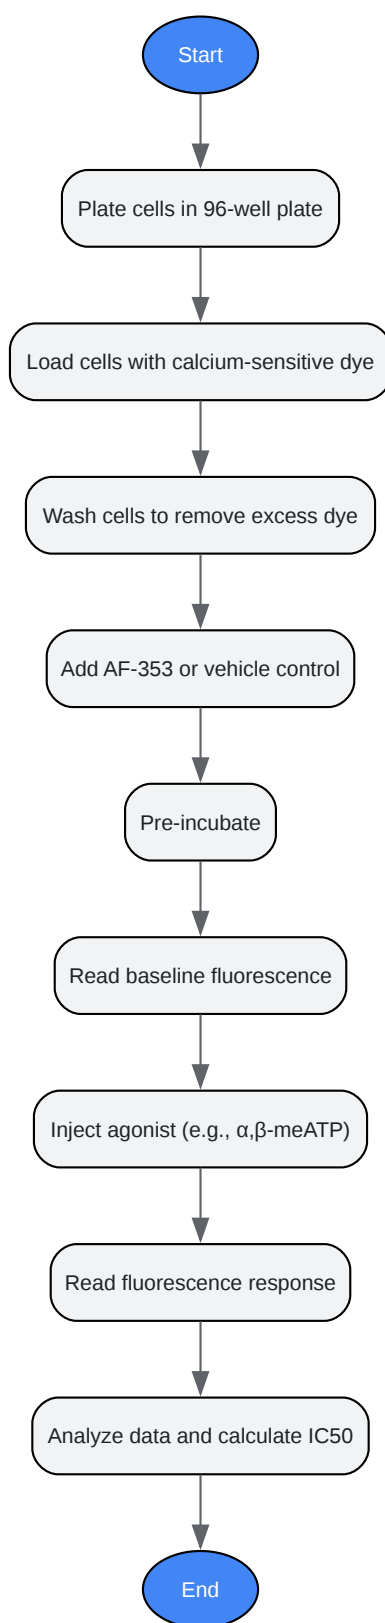 Start
Plate cells in 96-well plate
Load cells with calcium-sensitive dye
Wash cells to remove excess dye
Add AF-353 or vehicle control
Pre-incubate
Read baseline fluorescence
Inject agonist (e.g., α,β-meATP)
Read fluorescence response
Analyze data and calculate IC50
End